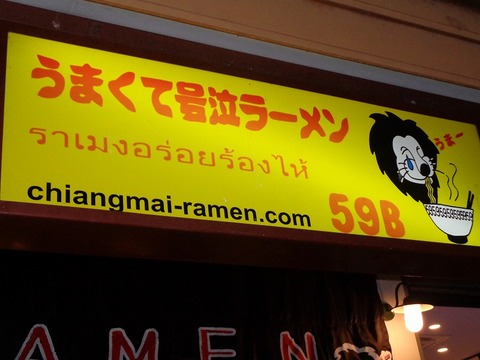 うまくて号泣ラーメン
ราเมงอร่อยร้องไห้
chiangmai-ramen.com
59B
うまー
AMEN